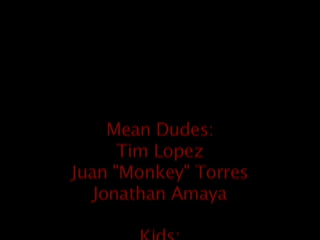 Mean Dudes:
Tim Lopez
Juan "Monkey" Torres
Jonathan Amaya
Kids: